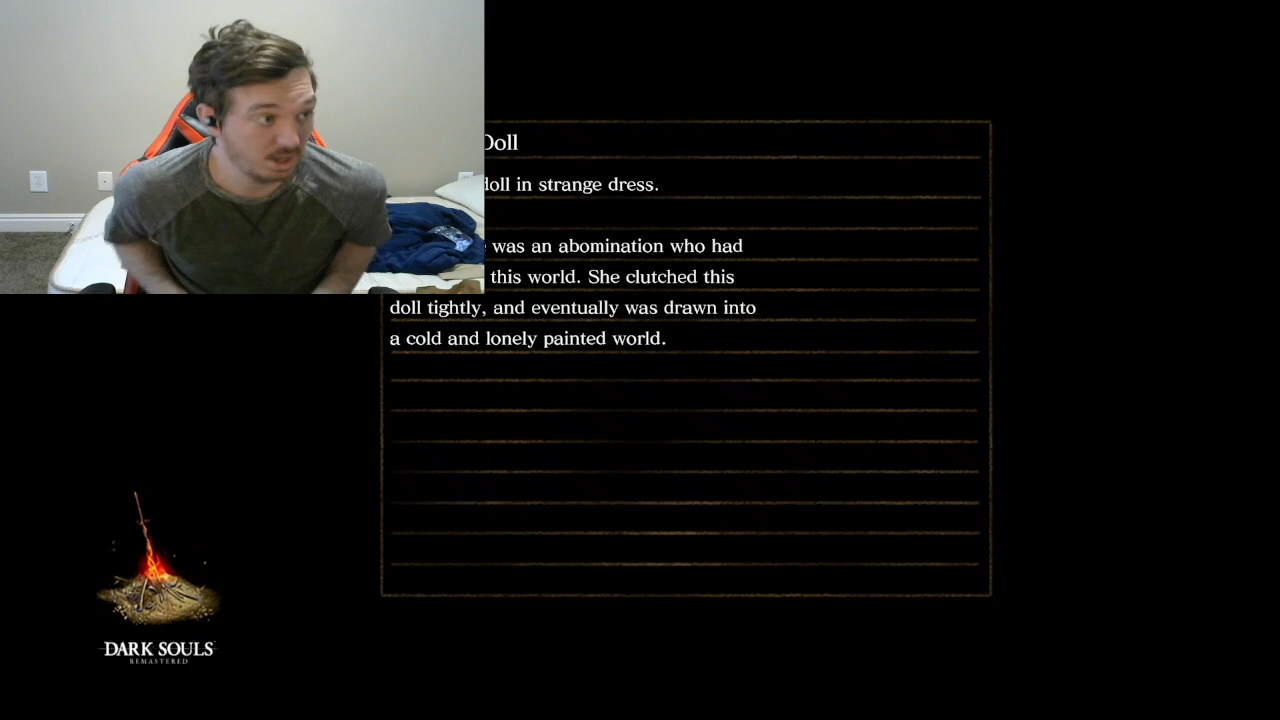 Doll
doll in strange dress.
was an abomination who had
this world. She clutched this
doll tightly, and eventually was drawn into
a cold and lonely painted world.
DARK SOULS
REMASTERED